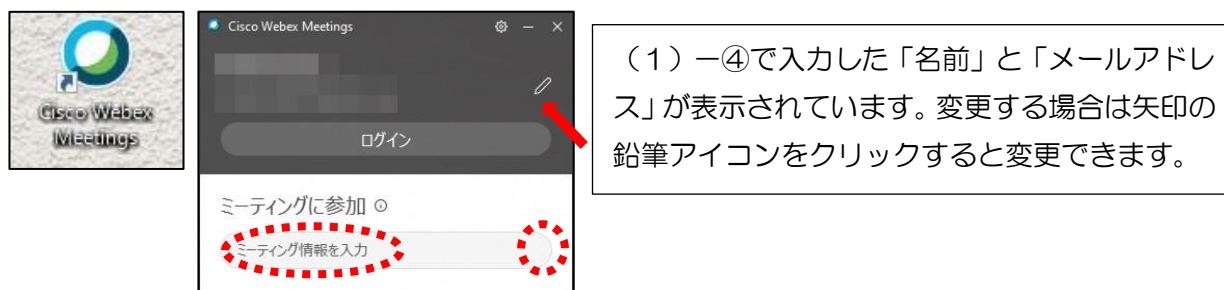 Cisco Webex
Meetings
Cisco Webex Meetings
ログイン
ミーティングに参加
ミーティング情報を入力
（１）－④で入力した「名前」と「メールアドレ
ス」が表示されています。変更する場合は矢印の
鉛筆アイコンをクリックすると変更できます。